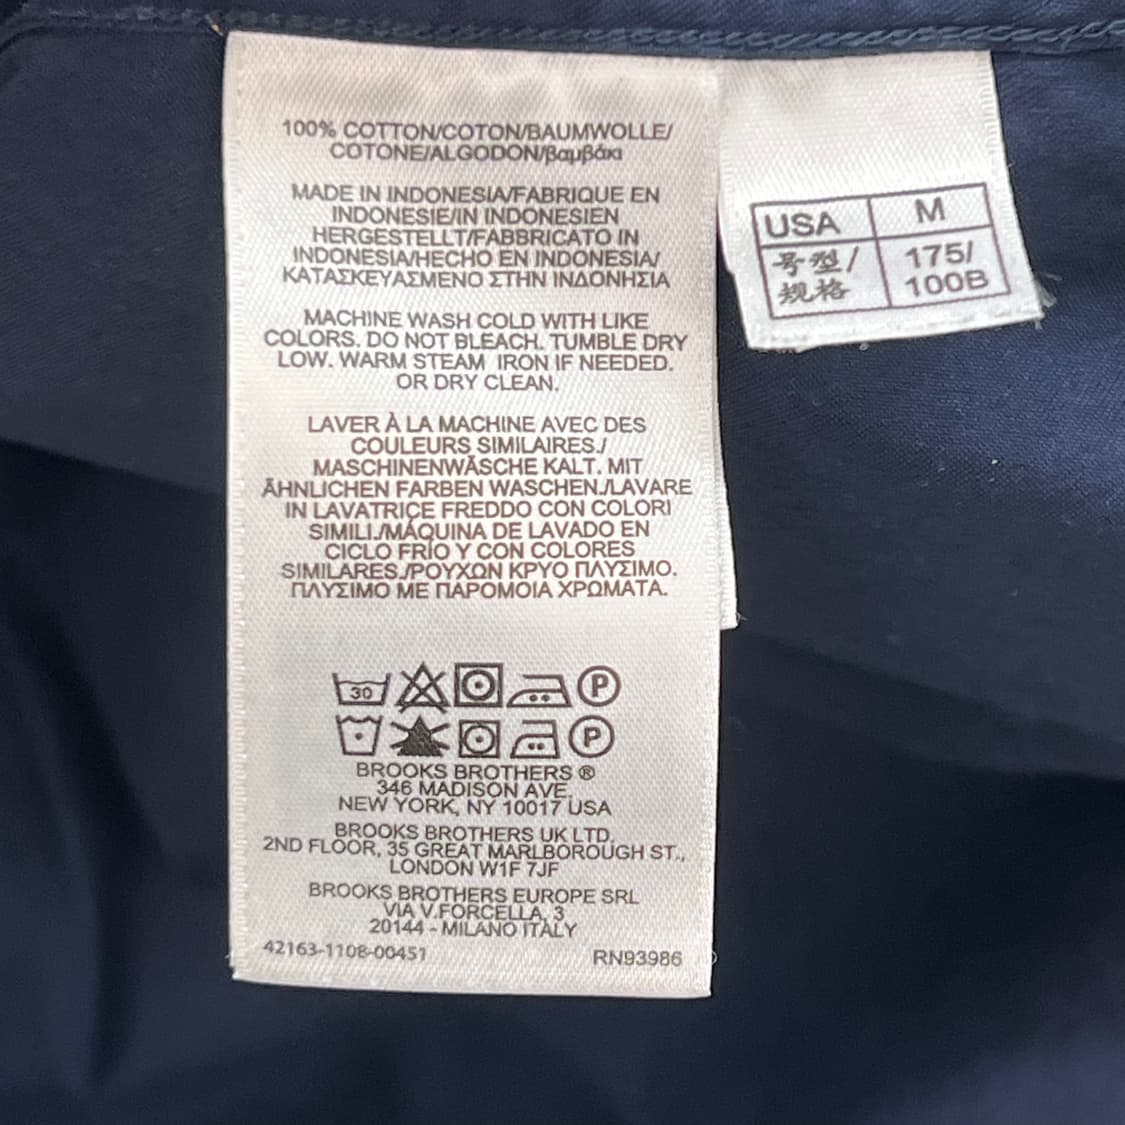 100% COTTON/COTON/BAUMWOLLE/
COTONE/ALGODON/βαμβάκι
MADE IN INDONESIA/FABRIQUE EN
INDONESIE/IN INDONESIEN
HERGESTELLT/FABBRICATO IN
INDONESIA/HECHO EN INDONESIA/
ΚΑΤΑΣΚΕΥΑΣΜΕΝΟ ΣΤΗΝ ΙΝΔΟΝΗΣΙΑ
MACHINE WASH COLD WITH LIKE
COLORS. DO NOT BLEACH. TUMBLE DRY
LOW. WARM STEAM IRON IF NEEDED.
OR DRY CLEAN.
LAVER À LA MACHINE AVEC DES
COULEURS SIMILAIRES./
MASCHINENWÄSCHE KALT. MIT
ÄHNLICHEN FARBEN WASCHEN./LAVARE
IN LAVATRICE FREDDO CON COLORI
SIMILI./MÁQUINA DE LAVADO EN
CICLO FRÍO Y CON COLORES
SIMILARES./ΡΟΥΧΩΝ ΚΡΥΟ ΠΛΥΣΙΜΟ.
ΠΛΥΣΙΜΟ ΜΕ ΠΑΡΟΜΟΙΑ ΧΡΩΜΑΤΑ.
30 P
P
BROOKS BROTHERS ®
346 MADISON AVE.
NEW YORK, NY 10017 USA
BROOKS BROTHERS UK LTD.
2ND FLOOR, 35 GREAT MARLBOROUGH ST.,
LONDON W1F 7JF
BROOKS BROTHERS EUROPE SRL
VIA V.FORCELLA, 3
20144 - MILANO ITALY
42163-1108-00451 RN93986
USA M
号型/ 175/
规格 100B